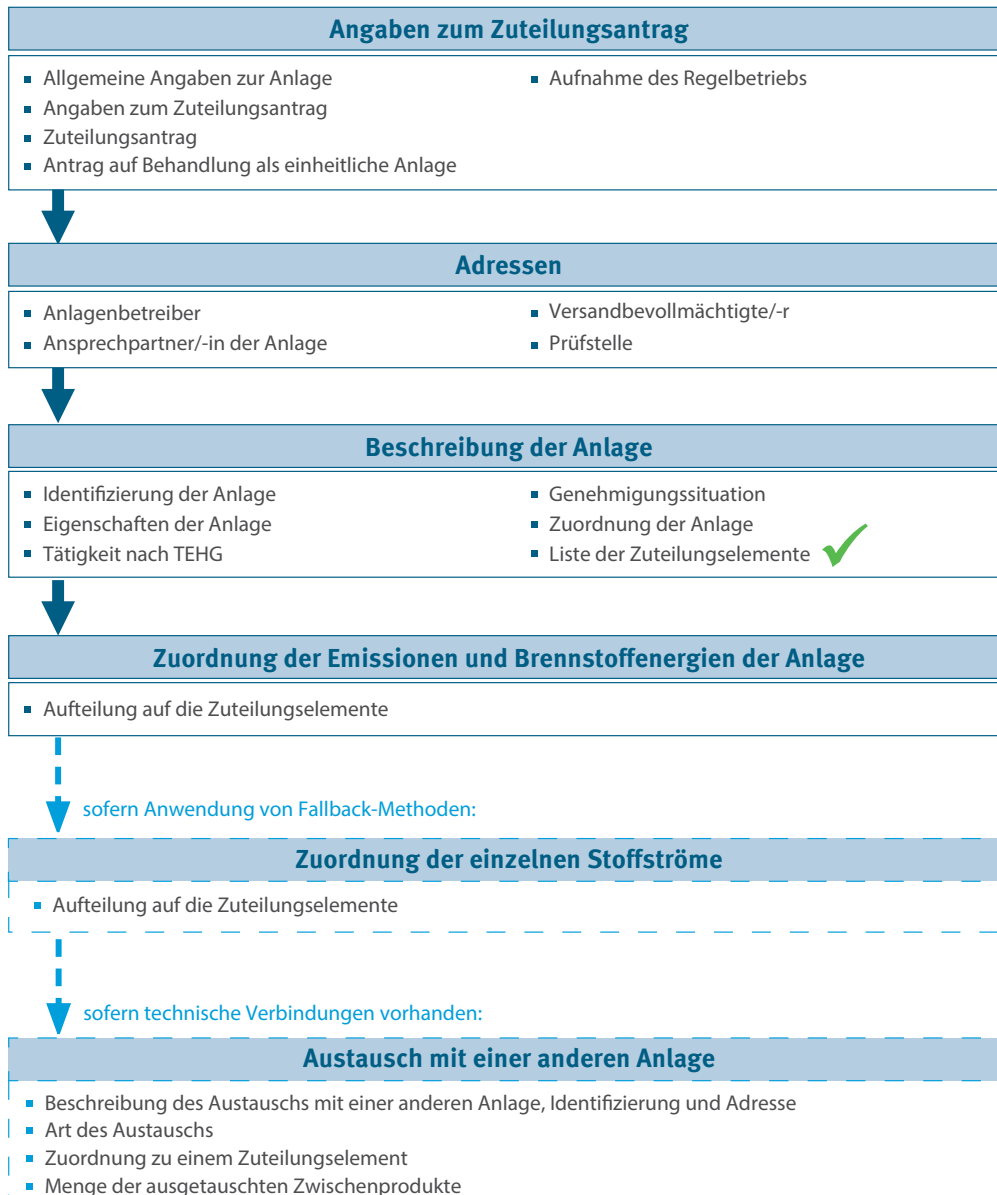 Angaben zum Zuteilungsantrag
Allgemeine Angaben zur Anlage
Angaben zum Zuteilungsantrag
Zuteilungsantrag
Antrag auf Behandlung als einheitliche Anlage
Aufnahme des Regelbetriebs
Adressen
Anlagenbetreiber
Ansprechpartner/-in der Anlage
Versandbevollmächtigte/-r
Prüfstelle
Beschreibung der Anlage
Identifizierung der Anlage
Eigenschaften der Anlage
Tätigkeit nach TEHG
Genehmigungssituation
Zuordnung der Anlage
Liste der Zuteilungselemente
Zuordnung der Emissionen und Brennstoffenergien der Anlage
Aufteilung auf die Zuteilungselemente
sofern Anwendung von Fallback-Methoden:
Zuordnung der einzelnen Stoffströme
Aufteilung auf die Zuteilungselemente
sofern technische Verbindungen vorhanden:
Austausch mit einer anderen Anlage
Beschreibung des Austauschs mit einer anderen Anlage, Identifizierung und Adresse
Art des Austauschs
Zuordnung zu einem Zuteilungselement
Menge der ausgetauschten Zwischenprodukte